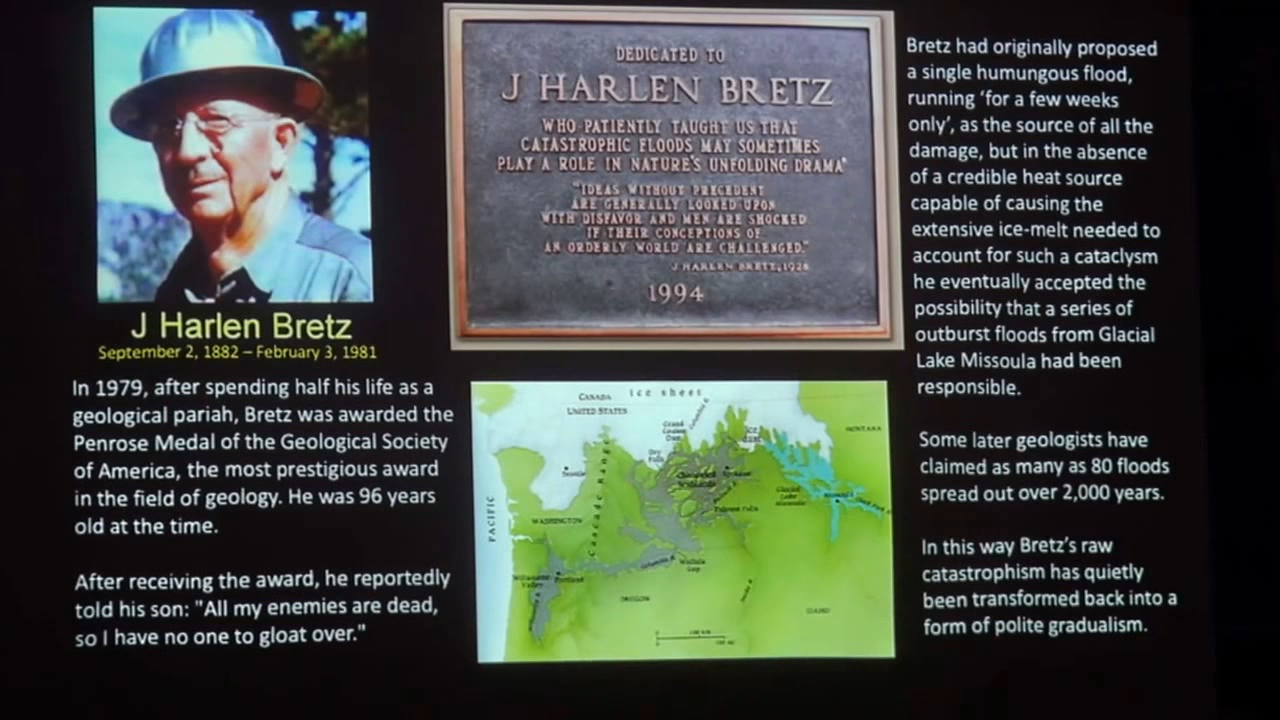 J Harlen Bretz
September 2, 1882 – February 3, 1981
In 1979, after spending half his life as a
geological pariah, Bretz was awarded the
Penrose Medal of the Geological Society
of America, the most prestigious award
in the field of geology. He was 96 years
old at the time.
After receiving the award, he reportedly
told his son: "All my enemies are dead,
so I have no one to gloat over."
DEDICATED TO
J HARLEN BRETZ
WHO PATIENTLY TAUGHT US THAT
CATASTROPHIC FLOODS MAY SOMETIMES
PLAY A ROLE IN NATURE'S UNFOLDING DRAMA"
"IDEAS WITHOUT PRECEDENT
ARE GENERALLY LOOKED UPON
WITH DISFAVOR AND MEN ARE SHOCKED
IF THEIR CONCEPTIONS OF
AN ORDERLY WORLD ARE CHALLENGED."
J HARLEN BRETZ, 1928
1994
ice sheet
CANADA
UNITED STATES
Columbia R
Grand
Coulee
Dam
Ice
dam
MONTANA
Dry
Falls
Seattle
Channeled
Scablands
Spokane
Glacial
Lake
Missoula
Missoula
PACIFIC
Cascade Range
WASHINGTON
Palouse Falls
Columbia R
Wallula
Gap
Willamette
Valley
Portland
OREGON
Snake R
IDAHO
Bretz had originally proposed
a single humungous flood,
running ‘for a few weeks
only’, as the source of all the
damage, but in the absence
of a credible heat source
capable of causing the
extensive ice-melt needed to
account for such a cataclysm
he eventually accepted the
possibility that a series of
outburst floods from Glacial
Lake Missoula had been
responsible.
Some later geologists have
claimed as many as 80 floods
spread out over 2,000 years.
In this way Bretz’s raw
catastrophism has quietly
been transformed back into a
form of polite gradualism.